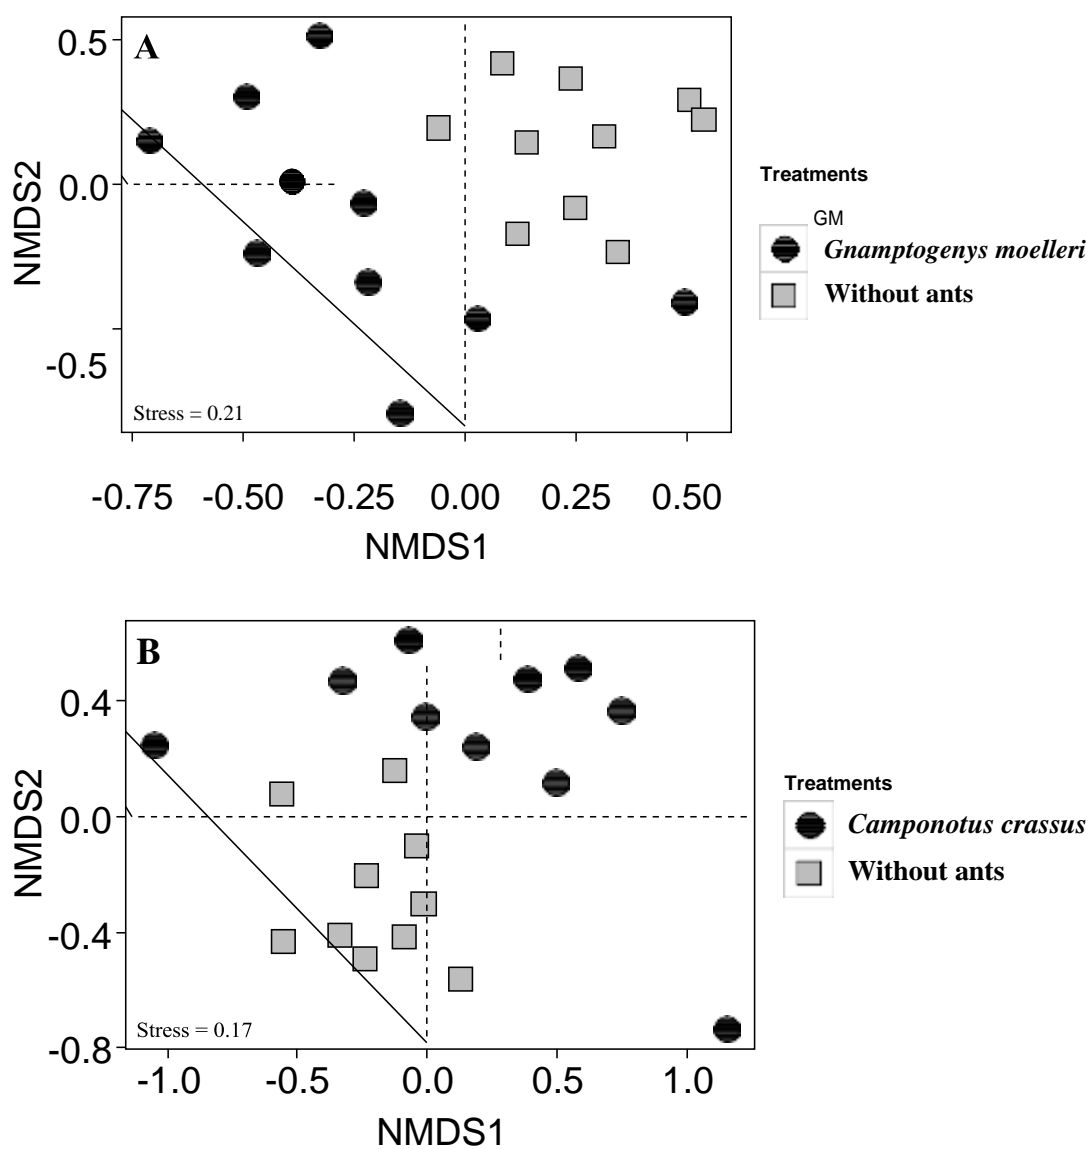 A
0.5
0.0
-0.5
NMDS2
Stress = 0.21
-0.75 -0.50 -0.25 0.00 0.25 0.50
NMDS1
Treatments
GM
Gnamptogenys moelleri
Without ants
B
0.4
0.0
-0.4
-0.8
NMDS2
Stress = 0.17
-1.0 -0.5 0.0 0.5 1.0
NMDS1
Treatments
Camponotus crassus
Without ants